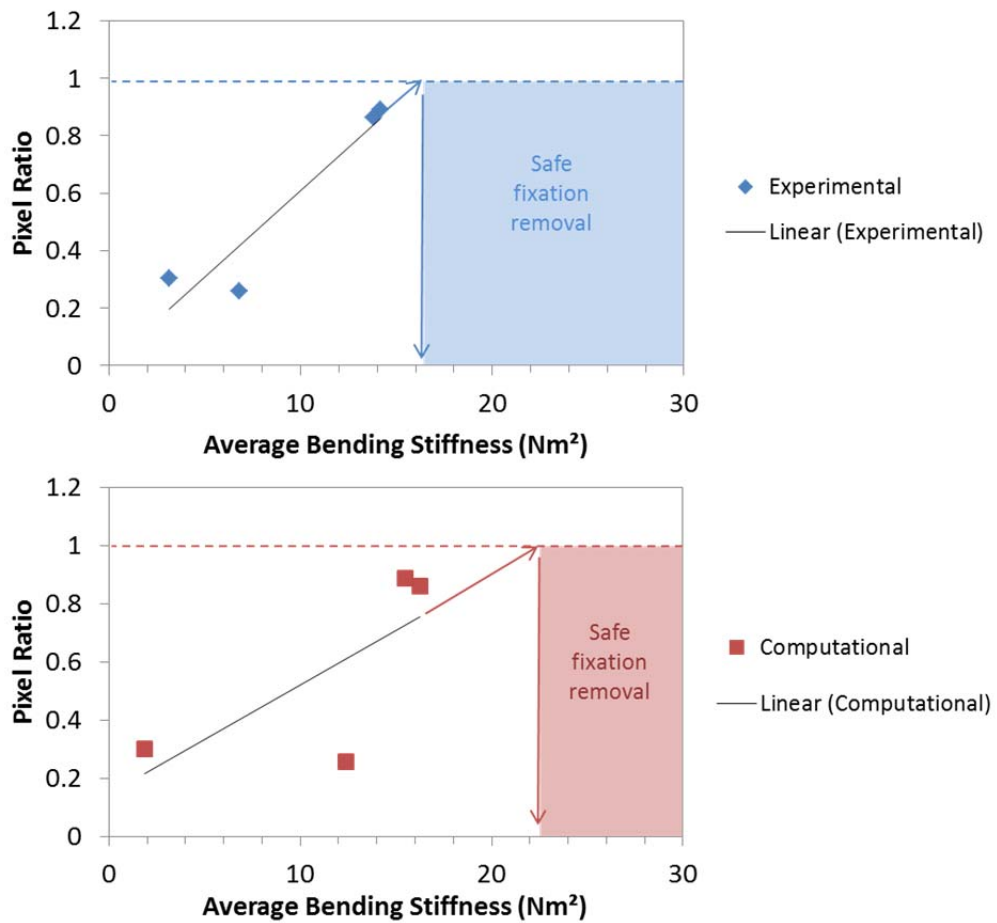 1.2
1
0.8
0.6
0.4
0.2
0
Pixel Ratio
Safe
fixation
removal
0 10 20 30
Average Bending Stiffness (Nm²)
Experimental
Linear (Experimental)
1.2
1
0.8
0.6
0.4
0.2
0
Pixel Ratio
Safe
fixation
removal
0 10 20 30
Average Bending Stiffness (Nm²)
Computational
Linear (Computational)